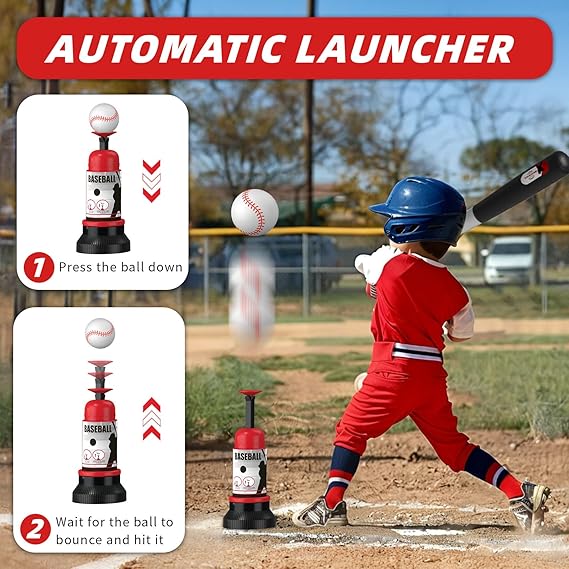 AUTOMATIC LAUNCHER
BASEBALL
1 Press the ball down
BASEBALL
2 Wait for the ball to
bounce and hit it
BASEBALL